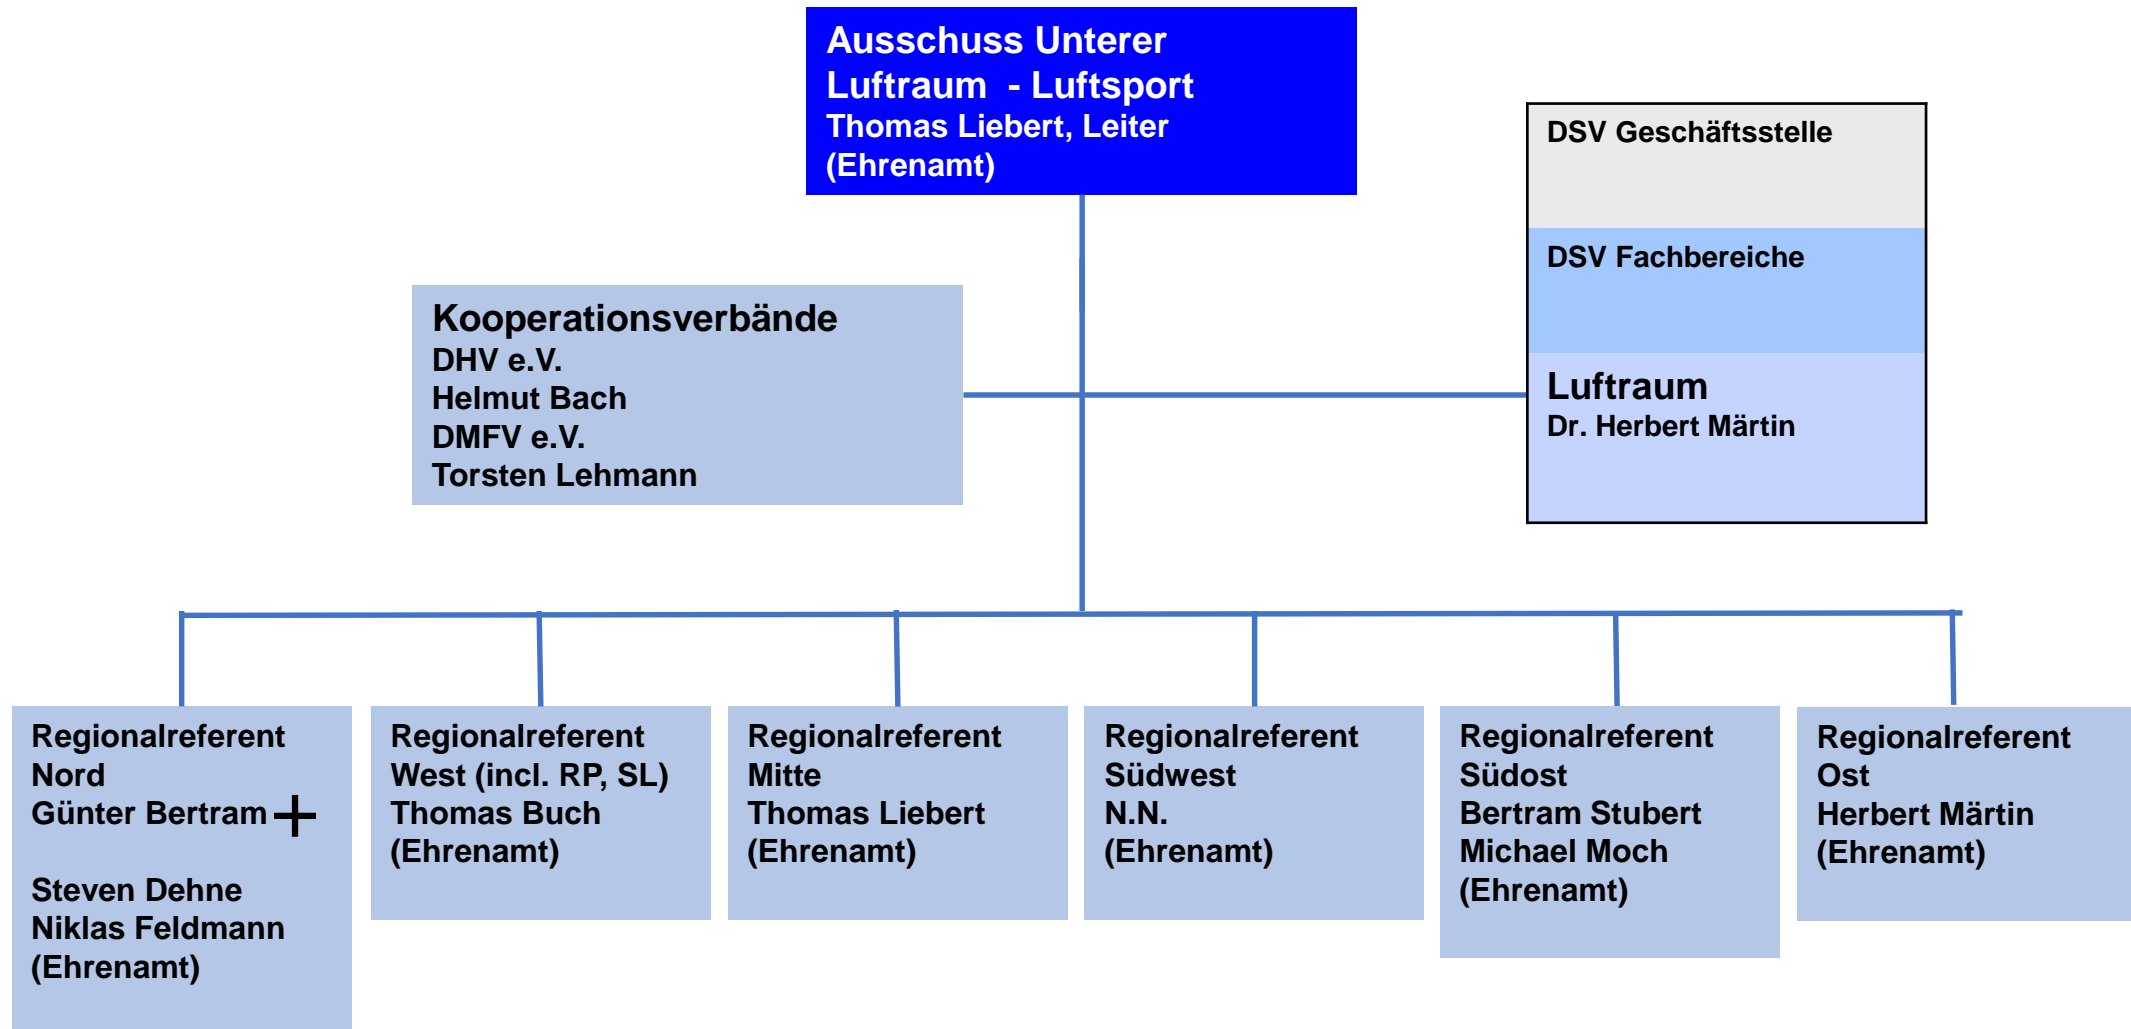 Ausschuss Unterer
Luftraum - Luftsport
Thomas Liebert, Leiter
(Ehrenamt)
DSV Geschäftsstelle
DSV Fachbereiche
Luftraum
Dr. Herbert Märtin
Kooperationsverbände
DHV e.V.
Helmut Bach
DMFV e.V.
Torsten Lehmann
Regionalreferent
Nord
Günter Bertram +
Steven Dehne
Niklas Feldmann
(Ehrenamt)
Regionalreferent
West (incl. RP, SL)
Thomas Buch
(Ehrenamt)
Regionalreferent
Mitte
Thomas Liebert
(Ehrenamt)
Regionalreferent
Südwest
N.N.
(Ehrenamt)
Regionalreferent
Südost
Bertram Stubert
Michael Moch
(Ehrenamt)
Regionalreferent
Ost
Herbert Märtin
(Ehrenamt)